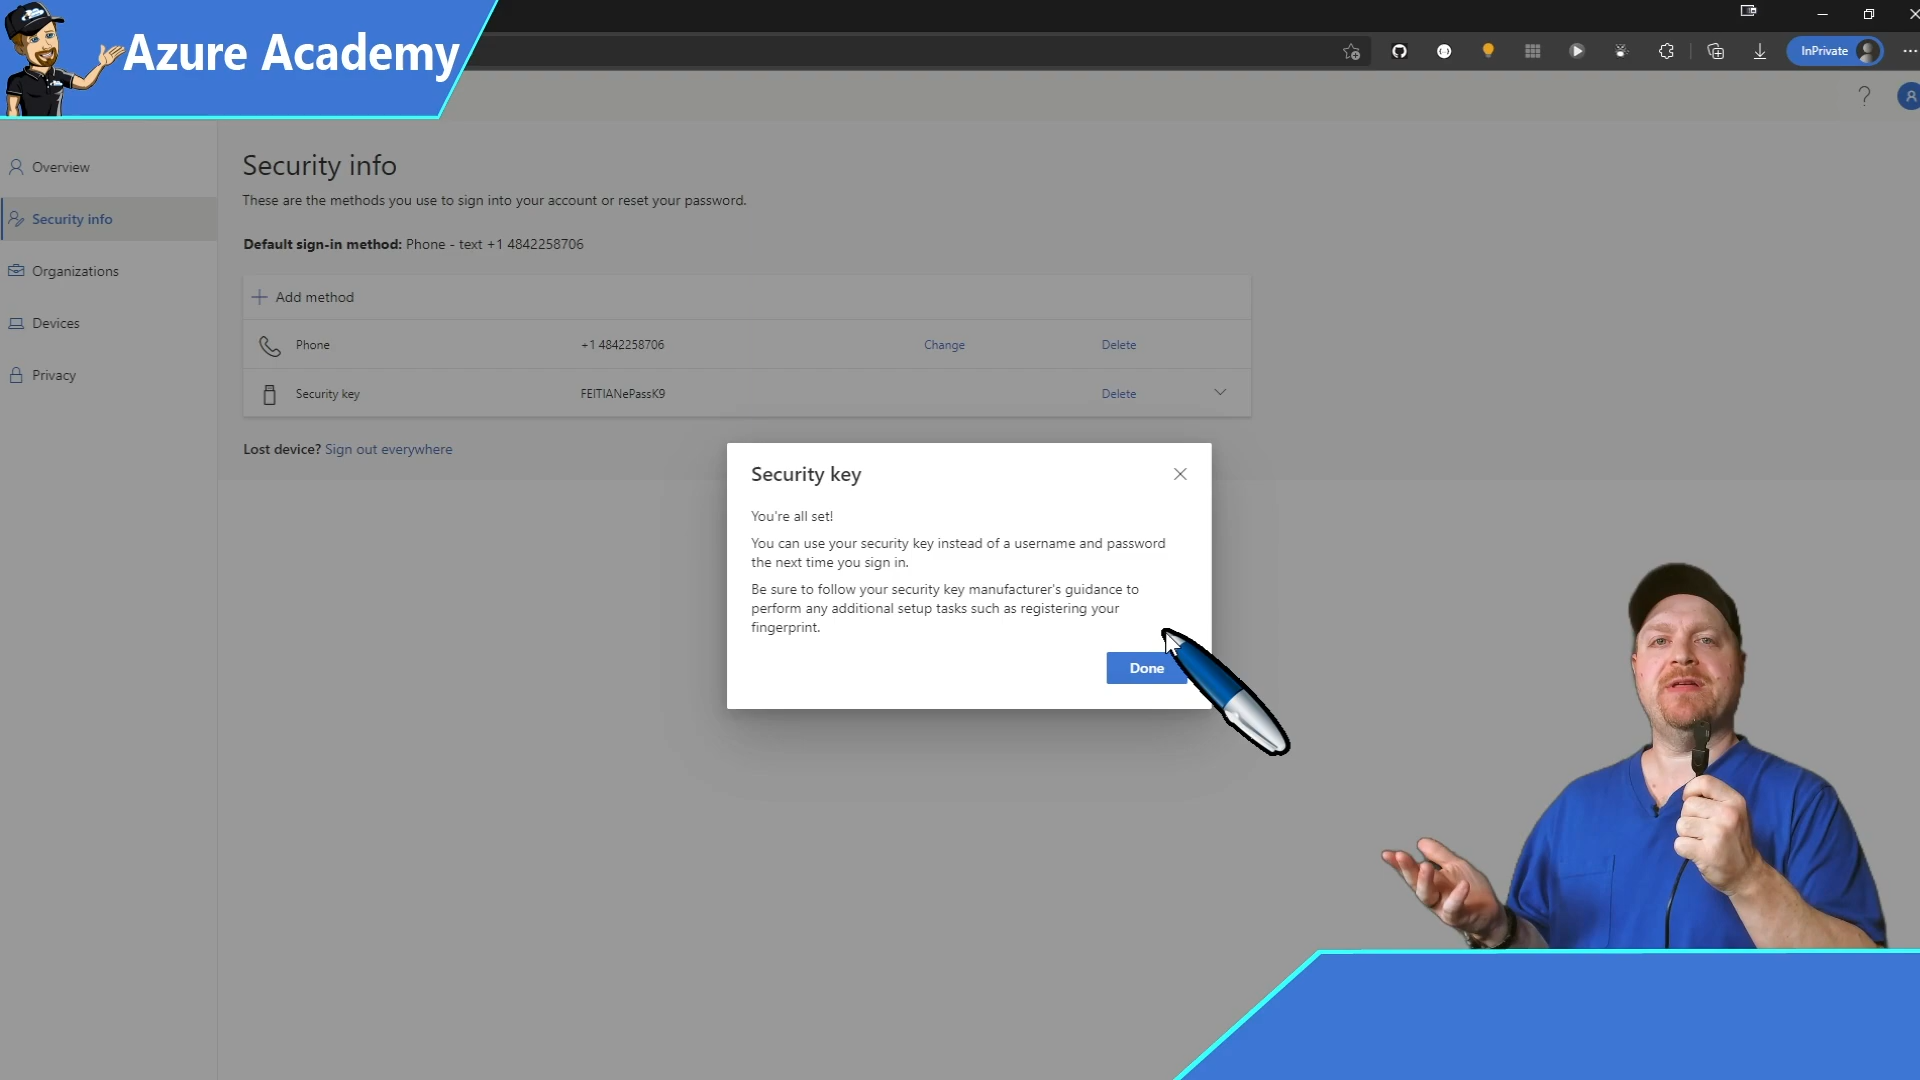 Azure Academy
InPrivate
Overview
Security info
Organizations
Devices
Privacy
Security info
These are the methods you use to sign into your account or reset your password.
Default sign-in method: Phone - text +1 4842258706
Add method
Phone +1 4842258706 Change Delete
Security key FEITIANePassK9 Delete
Lost device? Sign out everywhere
Security key
You're all set!
You can use your security key instead of a username and password
the next time you sign in.
Be sure to follow your security key manufacturer's guidance to
perform any additional setup tasks such as registering your
fingerprint.
Done